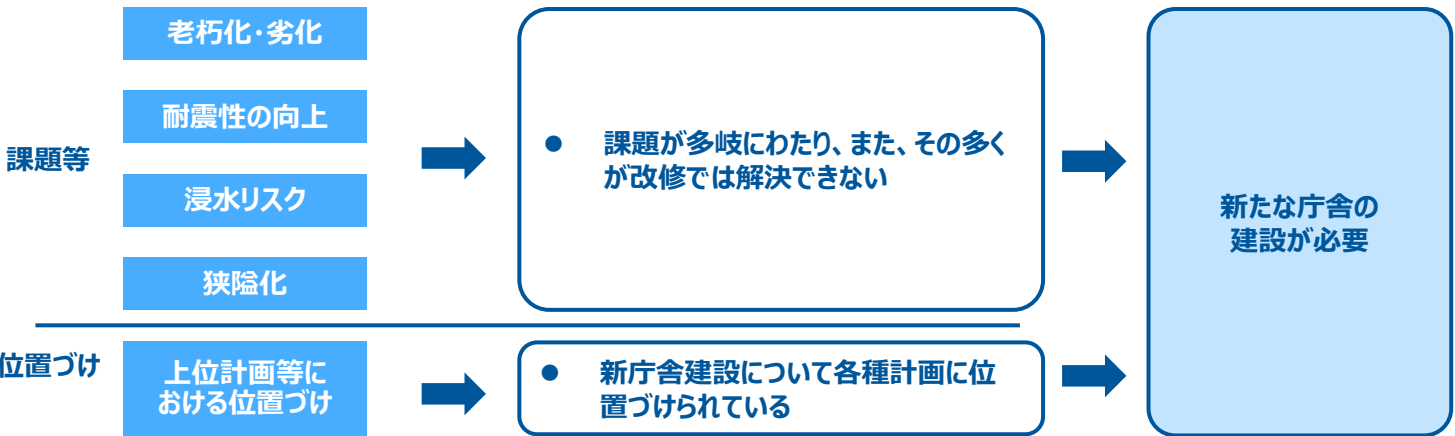 課題等
老朽化・劣化
耐震性の向上
浸水リスク
狭隘化
● 課題が多岐にわたり、また、その多く
が改修では解決できない
位置づけ
上位計画等に
おける位置づけ
● 新庁舎建設について各種計画に位
置づけられている
新たな庁舎の
建設が必要